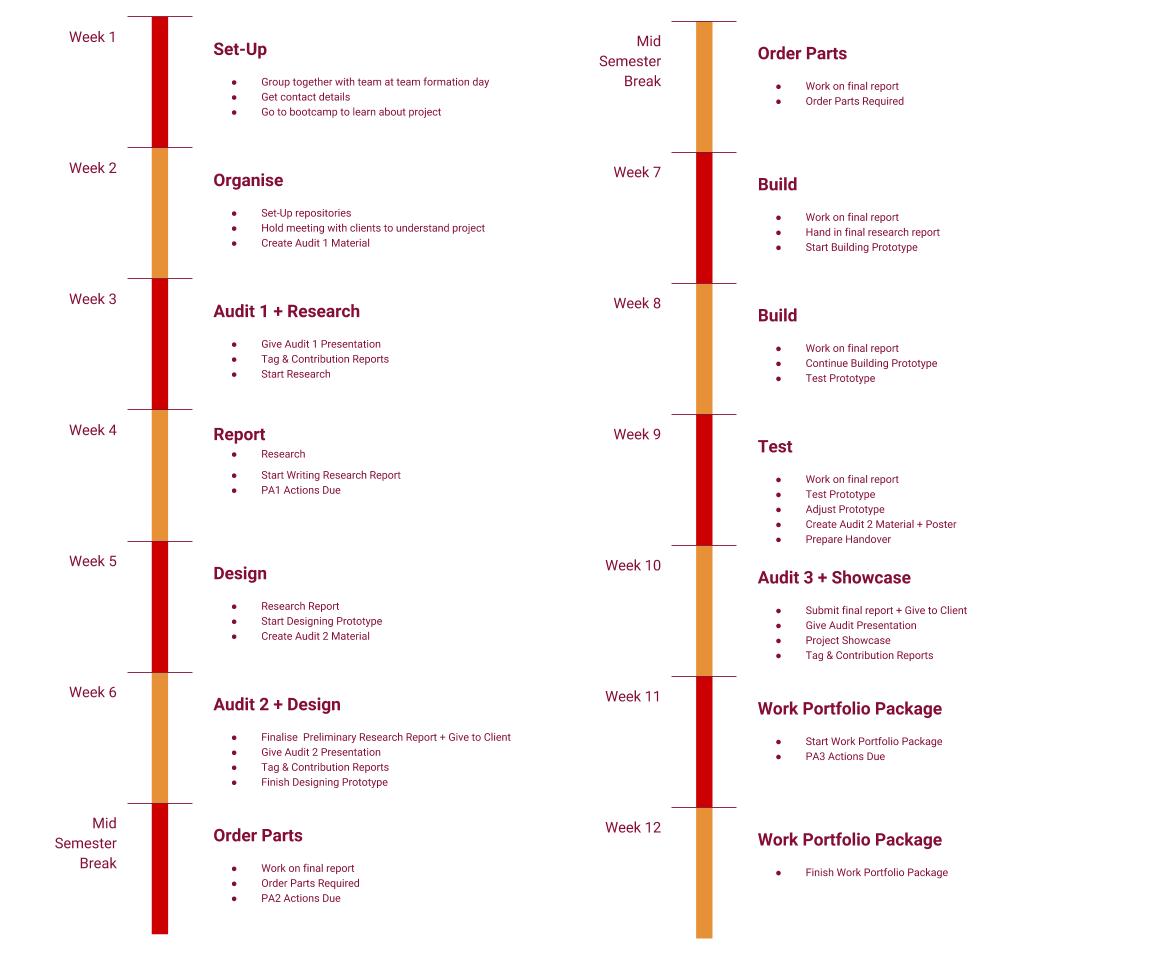 Week 1
Set-Up
● Group together with team at team formation day
● Get contact details
● Go to bootcamp to learn about project
Week 2
Organise
● Set-Up repositories
● Hold meeting with clients to understand project
● Create Audit 1 Material
Week 3
Audit 1 + Research
● Give Audit 1 Presentation
● Tag & Contribution Reports
● Start Research
Week 4
Report
● Research
● Start Writing Research Report
● PA1 Actions Due
Week 5
Design
● Research Report
● Start Designing Prototype
● Create Audit 2 Material
Week 6
Audit 2 + Design
● Finalise  Preliminary Research Report + Give to Client
● Give Audit 2 Presentation
● Tag & Contribution Reports
● Finish Designing Prototype
Mid
Semester
Break
Order Parts
● Work on final report
● Order Parts Required
● PA2 Actions Due
Mid
Semester
Break
Order Parts
● Work on final report
● Order Parts Required
Week 7
Build
● Work on final report
● Hand in final research report
● Start Building Prototype
Week 8
Build
● Work on final report
● Continue Building Prototype
● Test Prototype
Week 9
Test
● Work on final report
● Test Prototype
● Adjust Prototype
● Create Audit 2 Material + Poster
● Prepare Handover
Week 10
Audit 3 + Showcase
● Submit final report + Give to Client
● Give Audit Presentation
● Project Showcase
● Tag & Contribution Reports
Week 11
Work Portfolio Package
● Start Work Portfolio Package
● PA3 Actions Due
Week 12
Work Portfolio Package
● Finish Work Portfolio Package